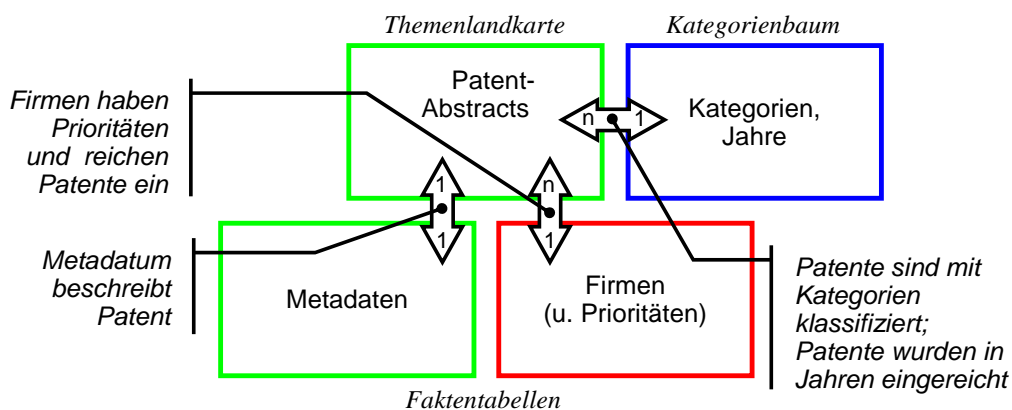 Themenlandkarte
Kategorienbaum
Firmen haben
Prioritäten
und reichen
Patente ein
Patent-
Abstracts
n
1
Kategorien,
Jahre
1
1
n
1
Metadatum
beschreibt
Patent
Metadaten
Firmen
(u. Prioritäten)
Patente sind mit
Kategorien
klassifiziert;
Patente wurden in
Jahren eingereicht
Faktentabellen